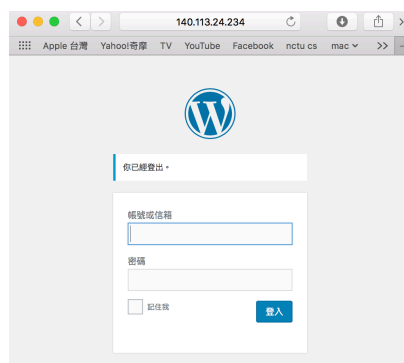 140.113.24.234
Apple 台灣 Yahoo!奇摩 TV YouTube Facebook nctu cs mac >>
你已經登出。
帳號或信箱
密碼
記住我
登入